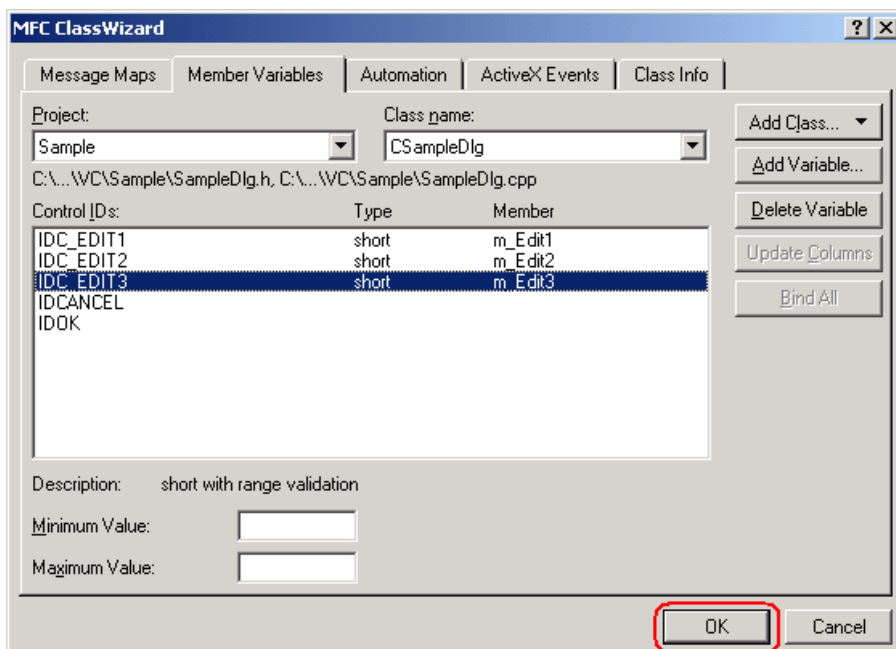 MFC ClassWizard
Message Maps Member Variables Automation ActiveX Events Class Info
Project: Class name:
Sample CSampleDlg
Add Class...
C:\...\VC\Sample\SampleDlg.h, C:\...\VC\Sample\SampleDlg.cpp
Add Variable...
Control IDs: Type Member
Delete Variable
IDC_EDIT1 short m_Edit1
IDC_EDIT2 short m_Edit2
Update Columns
IDC_EDIT3 short m_Edit3
IDCANCEL
Bind All
IDOK
Description: short with range validation
Minimum Value:
Maximum Value:
OK Cancel